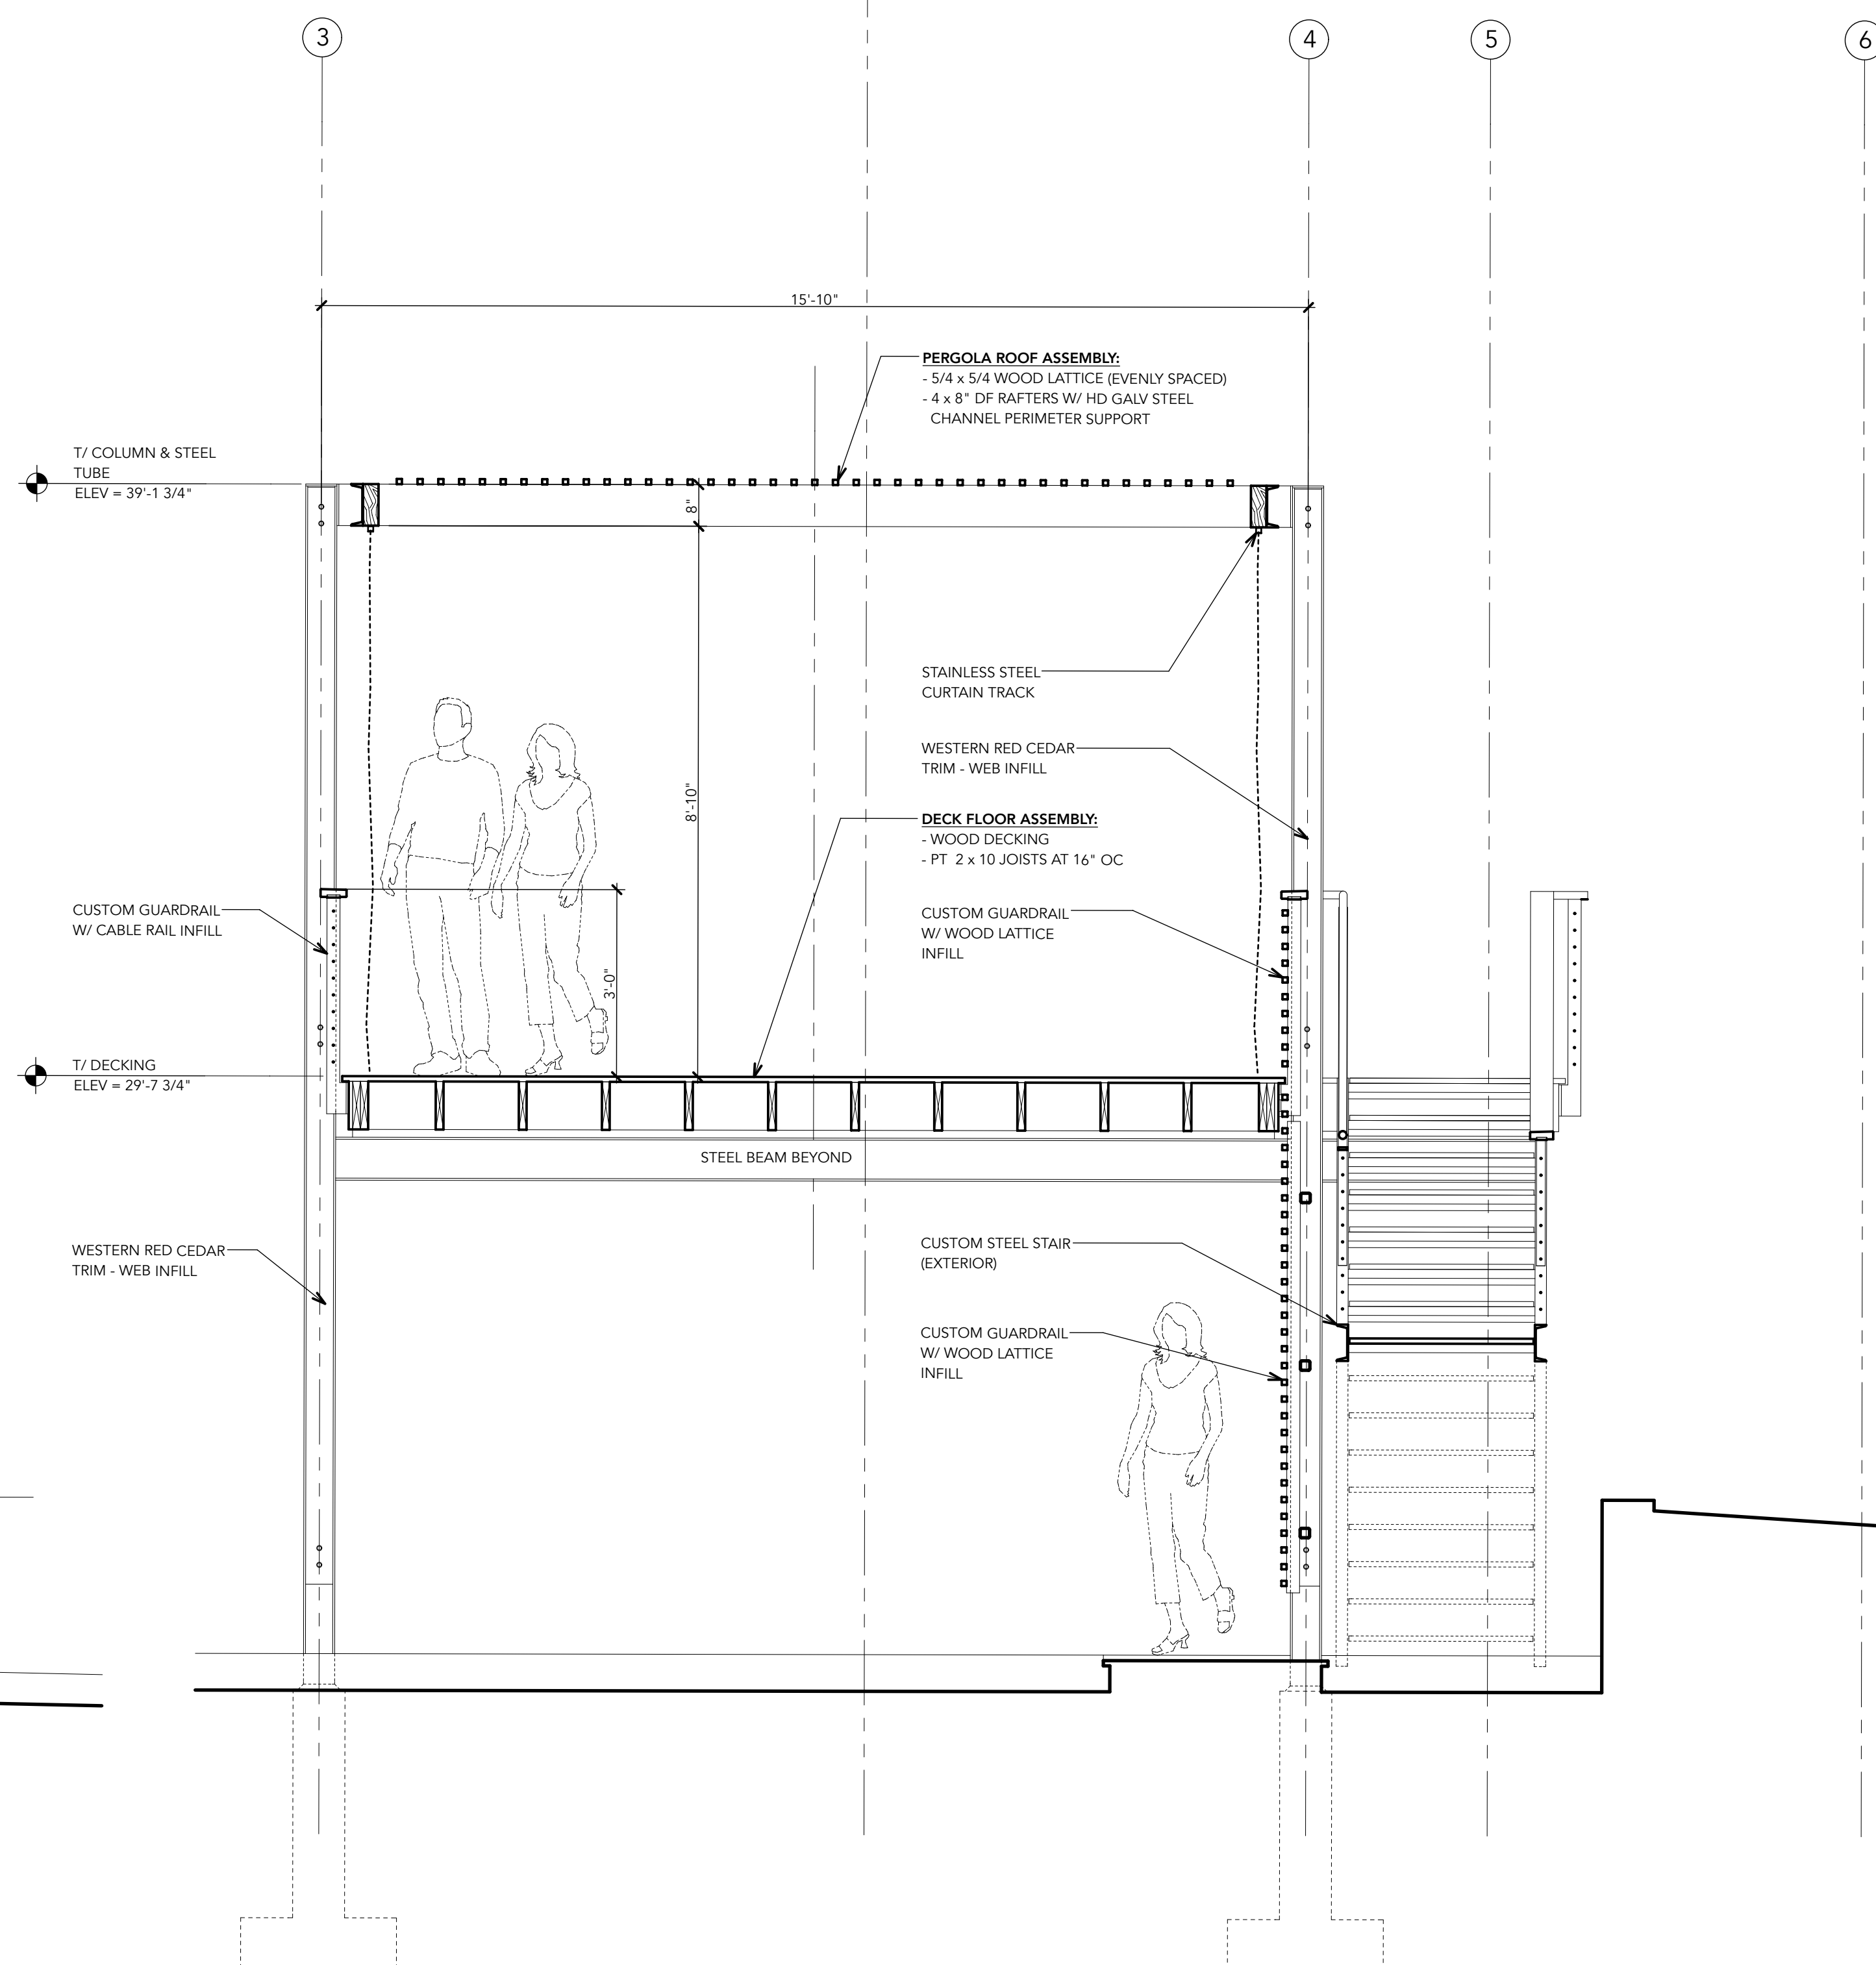 3
4
5
6
15'-10"
PERGOLA ROOF ASSEMBLY:
- 5/4 x 5/4 WOOD LATTICE (EVENLY SPACED)
- 4 x 8" DF RAFTERS W/ HD GALV STEEL
CHANNEL PERIMETER SUPPORT
T/ COLUMN & STEEL
TUBE
ELEV = 39'-1 3/4"
8"
STAINLESS STEEL
CURTAIN TRACK
WESTERN RED CEDAR
TRIM - WEB INFILL
8'-10"
DECK FLOOR ASSEMBLY:
- WOOD DECKING
- PT 2 x 10 JOISTS AT 16" OC
CUSTOM GUARDRAIL
W/ CABLE RAIL INFILL
CUSTOM GUARDRAIL
W/ WOOD LATTICE
INFILL
3'-0"
T/ DECKING
ELEV = 29'-7 3/4"
STEEL BEAM BEYOND
WESTERN RED CEDAR
TRIM - WEB INFILL
CUSTOM STEEL STAIR
(EXTERIOR)
CUSTOM GUARDRAIL
W/ WOOD LATTICE
INFILL